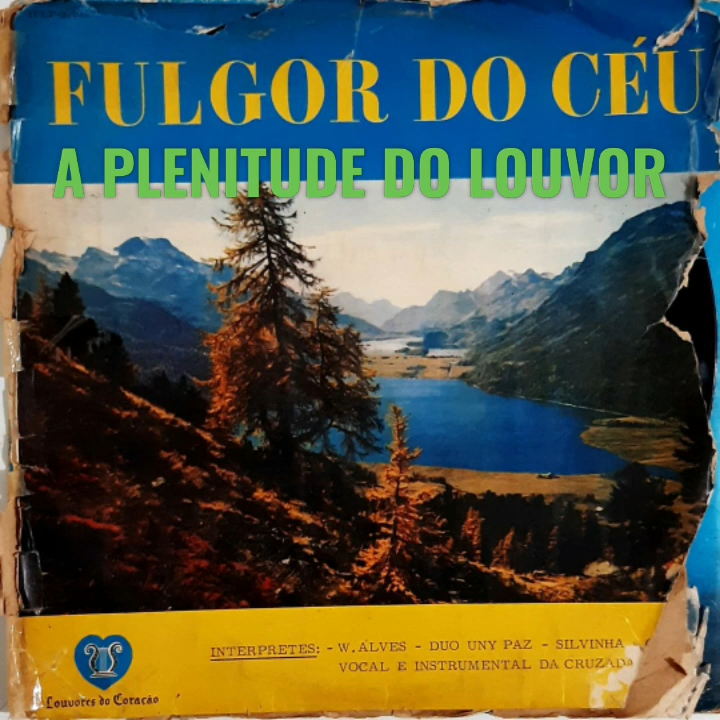 FULGOR DO CÉU
A PLENITUDE DO LOUVOR
INTERPRETES: - W. ALVES - DUO UNY PAZ - SILVINHA
VOCAL E INSTRUMENTAL DA CRUZADA
Louvores do Coração